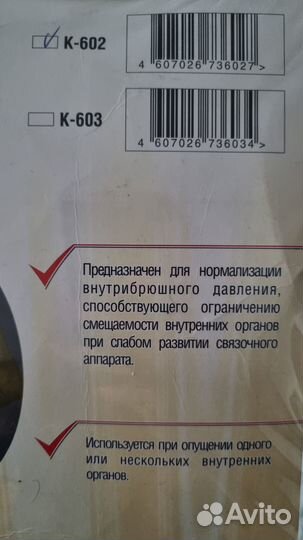 К-602
4 607026 736027 >
К-603
4 607026 736034 >
Предназначен для нормализации
внутрибрюшного давления,
способствующего ограничению
смещаемости внутренних органов
при слабом развитии связочного
аппарата.
Используется при опущении одного
или нескольких внутренних
органов.
Avito